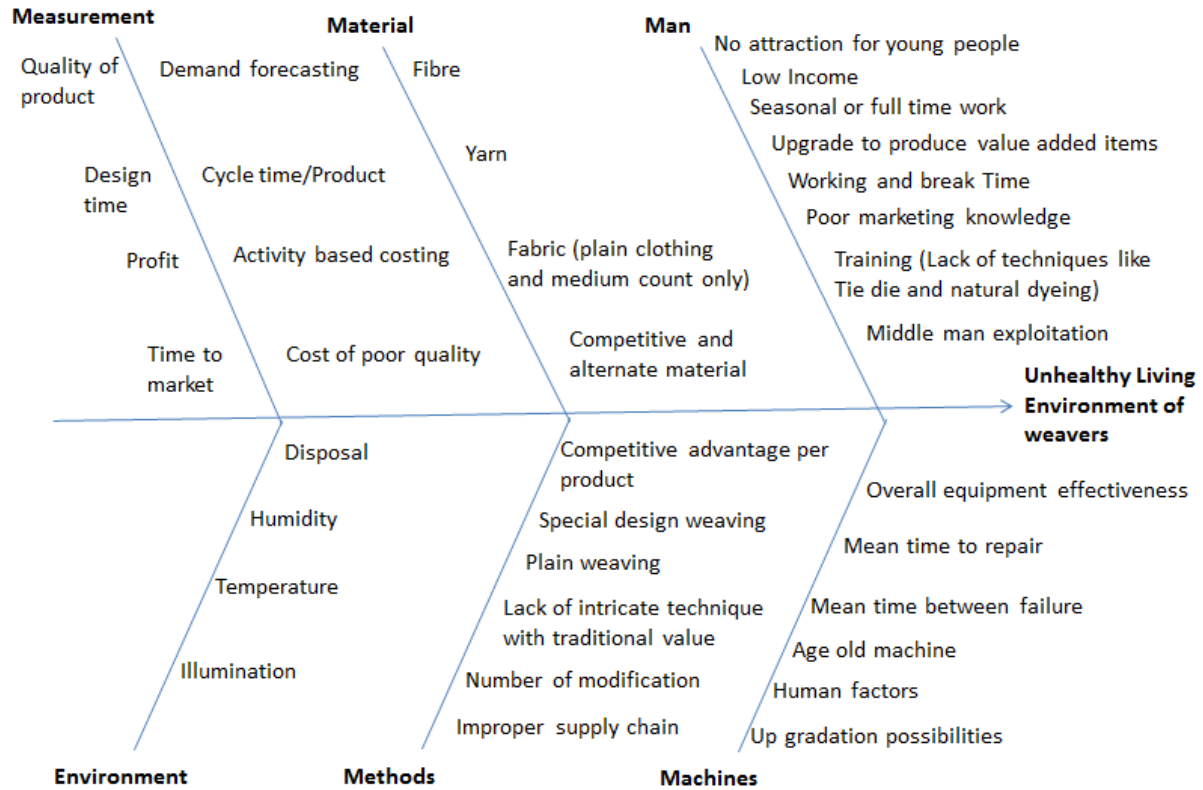 Measurement
Quality of
product
Demand forecasting
Design
time
Cycle time/Product
Profit
Activity based costing
Time to
market
Cost of poor quality
Material
Fibre
Yarn
Fabric (plain clothing
and medium count only)
Competitive and
alternate material
Man
No attraction for young people
Low Income
Seasonal or full time work
Upgrade to produce value added items
Working and break Time
Poor marketing knowledge
Training (Lack of techniques like
Tie die and natural dyeing)
Middle man exploitation
Unhealthy Living
Environment of
weavers
Disposal
Humidity
Temperature
Illumination
Environment
Competitive advantage per
product
Special design weaving
Plain weaving
Lack of intricate technique
with traditional value
Number of modification
Improper supply chain
Methods
Overall equipment effectiveness
Mean time to repair
Mean time between failure
Age old machine
Human factors
Up gradation possibilities
Machines